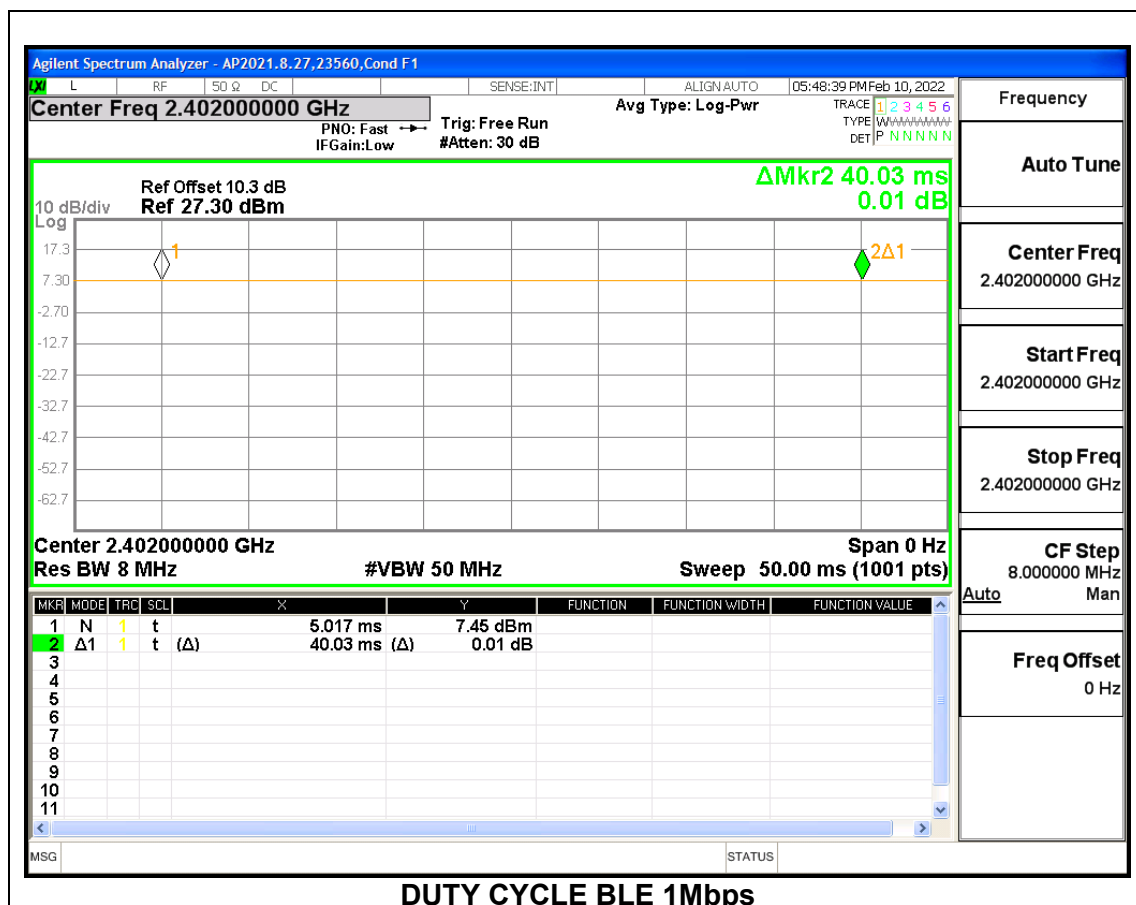 Agilent Spectrum Analyzer - AP2021.8.27,23560,Cond F1
LXI L RF 50 Ω DC SENSE:INT ALIGN AUTO 05:48:39 PM Feb 10, 2022
Center Freq 2.402000000 GHz
PNO: Fast
IFGain:Low
Trig: Free Run
#Atten: 30 dB
Avg Type: Log-Pwr
TRACE 1 2 3 4 5 6
TYPE WWWWWW
DET P N N N N N
ΔMkr2 40.03 ms
0.01 dB
Ref Offset 10.3 dB
10 dB/div Ref 27.30 dBm
Log
17.3
7.30
-2.70
-12.7
-22.7
-32.7
-42.7
-52.7
-62.7
1
2Δ1
Center 2.402000000 GHz Span 0 Hz
Res BW 8 MHz #VBW 50 MHz Sweep 50.00 ms (1001 pts)
MKR MODE TRC SCL X Y FUNCTION FUNCTION WIDTH FUNCTION VALUE
1 N 1 t 5.017 ms 7.45 dBm
2 Δ1 1 t (Δ) 40.03 ms (Δ) 0.01 dB
3
4
5
6
7
8
9
10
11
MSG STATUS
Frequency
Auto Tune
Center Freq
2.402000000 GHz
Start Freq
2.402000000 GHz
Stop Freq
2.402000000 GHz
CF Step
8.000000 MHz
Auto Man
Freq Offset
0 Hz
DUTY CYCLE BLE 1Mbps